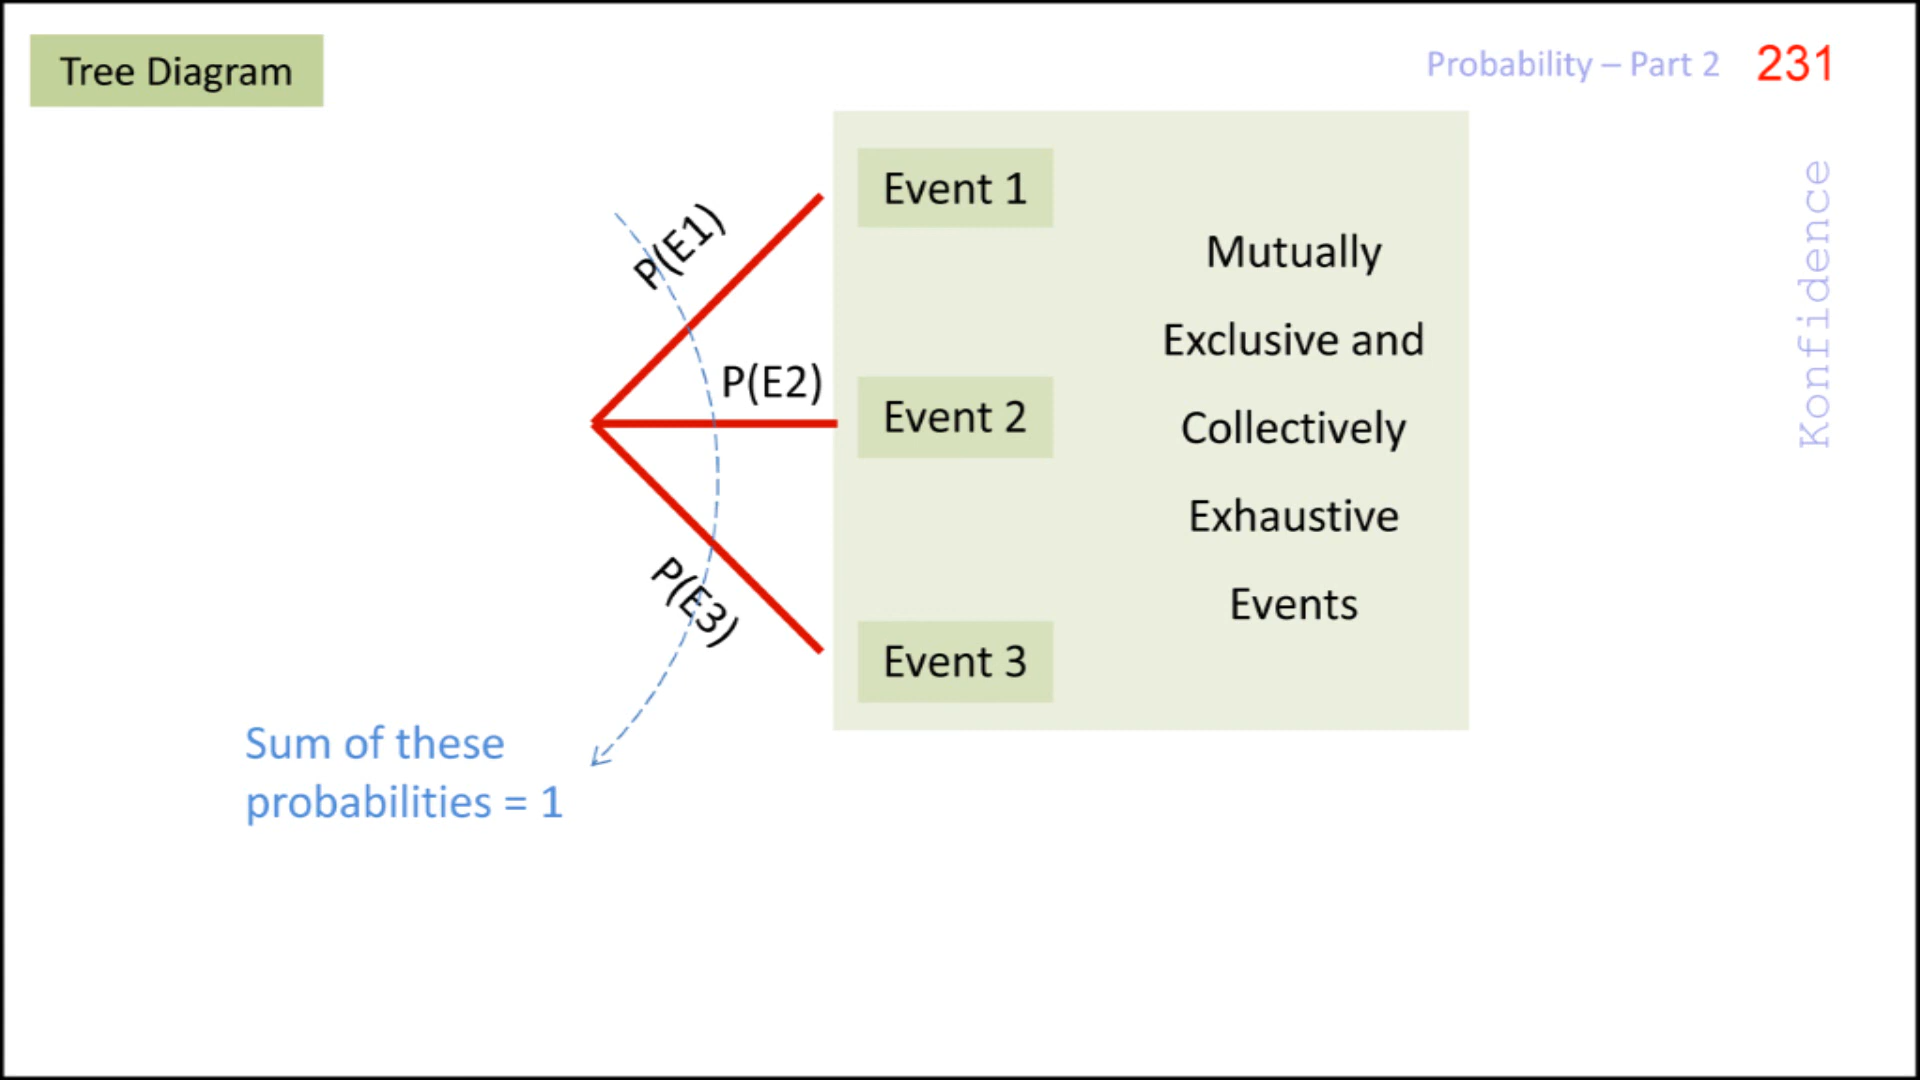 Tree Diagram
Probability – Part 2 231
Konfidence
Event 1
P(E1)
Mutually
Exclusive and
P(E2)
Event 2
Collectively
Exhaustive
P(E3)
Events
Event 3
Sum of these
probabilities = 1